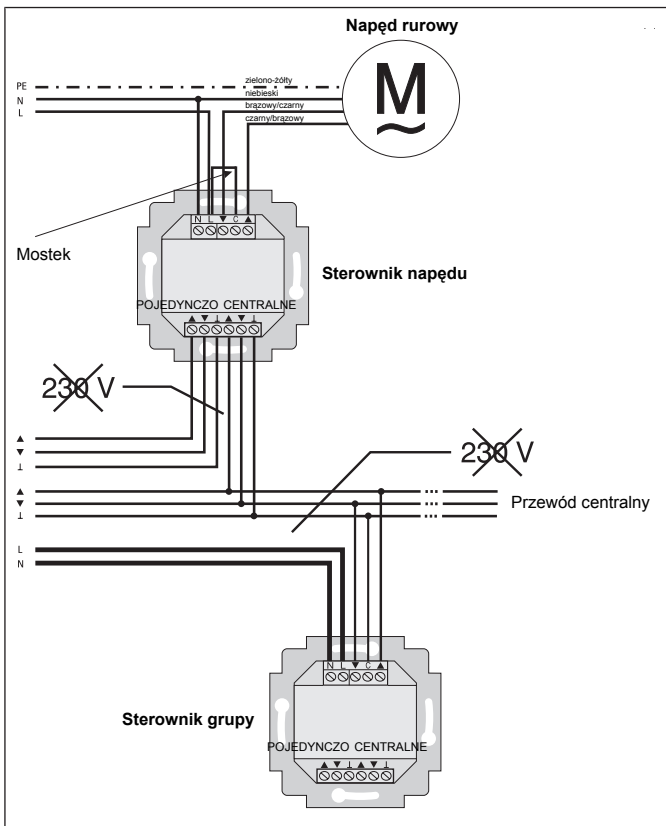 Napęd rurowy
M
~
PE
zielono-żółty
N
niebieski
L
brązowy/czarny
czarny/brązowy
N L ▼ C ▲
Mostek
Sterownik napędu
POJEDYNCZO CENTRALNE
▲ ▼ ⊥ ▲ ▼ ⊥
230 V
▲
▼
⊥
230 V
▲
▼
⊥
Przewód centralny
L
N
N L ▼ C ▲
Sterownik grupy
POJEDYNCZO CENTRALNE
▲ ▼ ⊥ ▲ ▼ ⊥